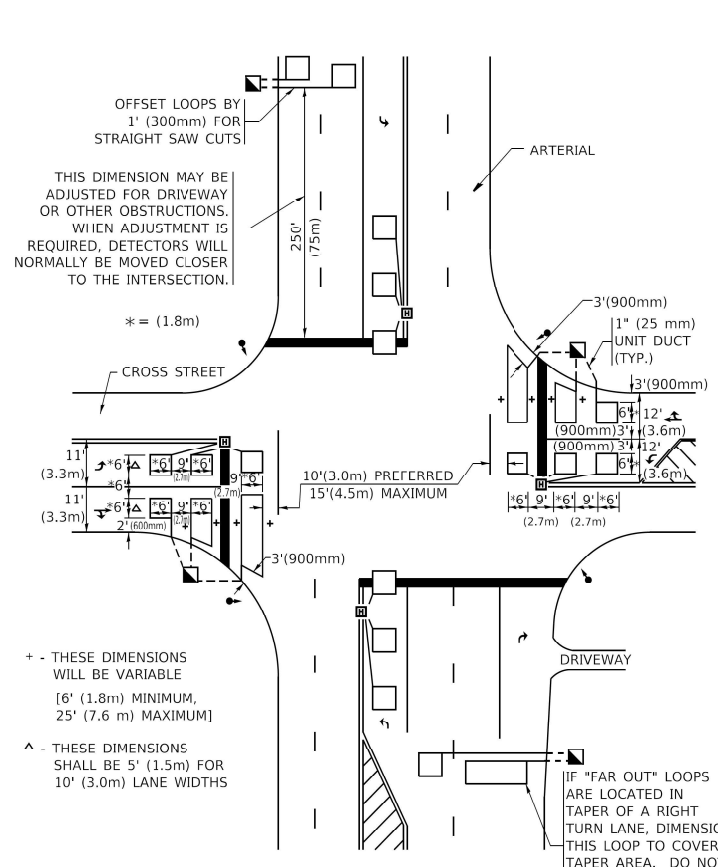 OFFSET LOOPS BY
1' (300mm) FOR
STRAIGHT SAW CUTS
ARTERIAL
THIS DIMENSION MAY BE
ADJUSTED FOR DRIVEWAY
OR OTHER OBSTRUCTIONS.
WHEN ADJUSTMENT IS
REQUIRED, DETECTORS WILL
NORMALLY BE MOVED CLOSER
TO THE INTERSECTION.
250'
(75m)
* = (1.8m)
H
3'(900mm)
1" (25 mm)
UNIT DUCT
(TYP.)
CROSS STREET
3'(900mm)
+ + + +
6'* 12'
(3.6m)
(900mm)3'
(900mm) 3' 12'
6'*
(3.6m)
H
11'
(3.3m)
*6' △
*6' 9' *6'
(2.7m)
9' *6'
(2.7m)
*6'
11'
(3.3m)
*6' △
*6' 9' *6'
(2.7m)
2' (600mm)
+ + +
10'(3.0m) PREFERRED
15'(4.5m) MAXIMUM
H
*6' 9' *6' 9' *6'
(2.7m) (2.7m)
3'(900mm)
H
DRIVEWAY
+ - THESE DIMENSIONS
WILL BE VARIABLE
[6' (1.8m) MINIMUM,
25' (7.6 m) MAXIMUM]
^ - THESE DIMENSIONS
SHALL BE 5' (1.5m) FOR
10' (3.0m) LANE WIDTHS
IF "FAR OUT" LOOPS
ARE LOCATED IN
TAPER OF A RIGHT
TURN LANE, DIMENSIO
THIS LOOP TO COVER
TAPER AREA. DO NO